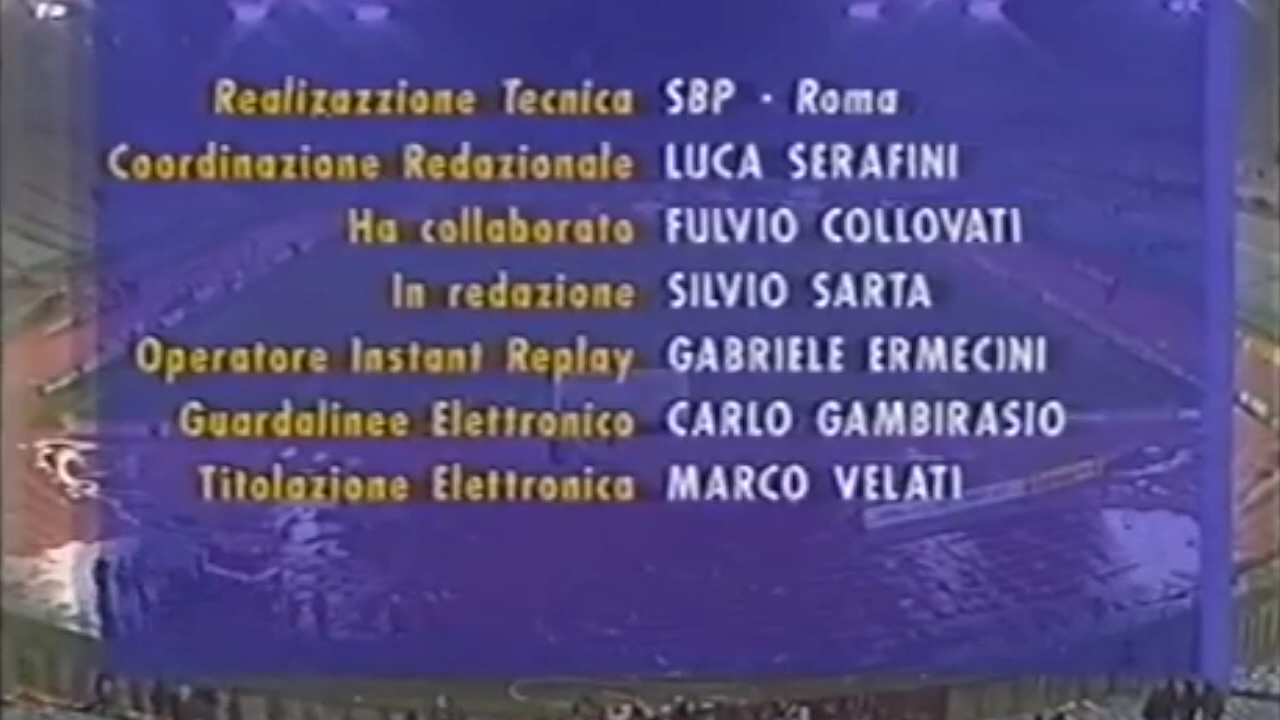 Realizazzione Tecnica SBP · Roma
Coordinazione Redazionale LUCA SERAFINI
Ha collaborato FULVIO COLLOVATI
In redazione SILVIO SARTA
Operatore Instant Replay GABRIELE ERMECINI
Guardalinee Elettronico CARLO GAMBIRASIO
Titolazione Elettronica MARCO VELATI